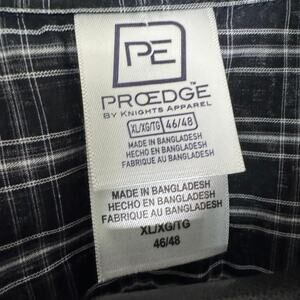 PE
PROEDGE™
BY KNIGHTS APPAREL
XL/XG/TG 46/48
MADE IN BANGLADESH
HECHO EN BANGLADESH
FABRIQUE AU BANGLADESH
MADE IN BANGLADESH
HECHO EN BANGLADESH
FABRIQUE AU BANGLADESH
XL/XG/TG
46/48